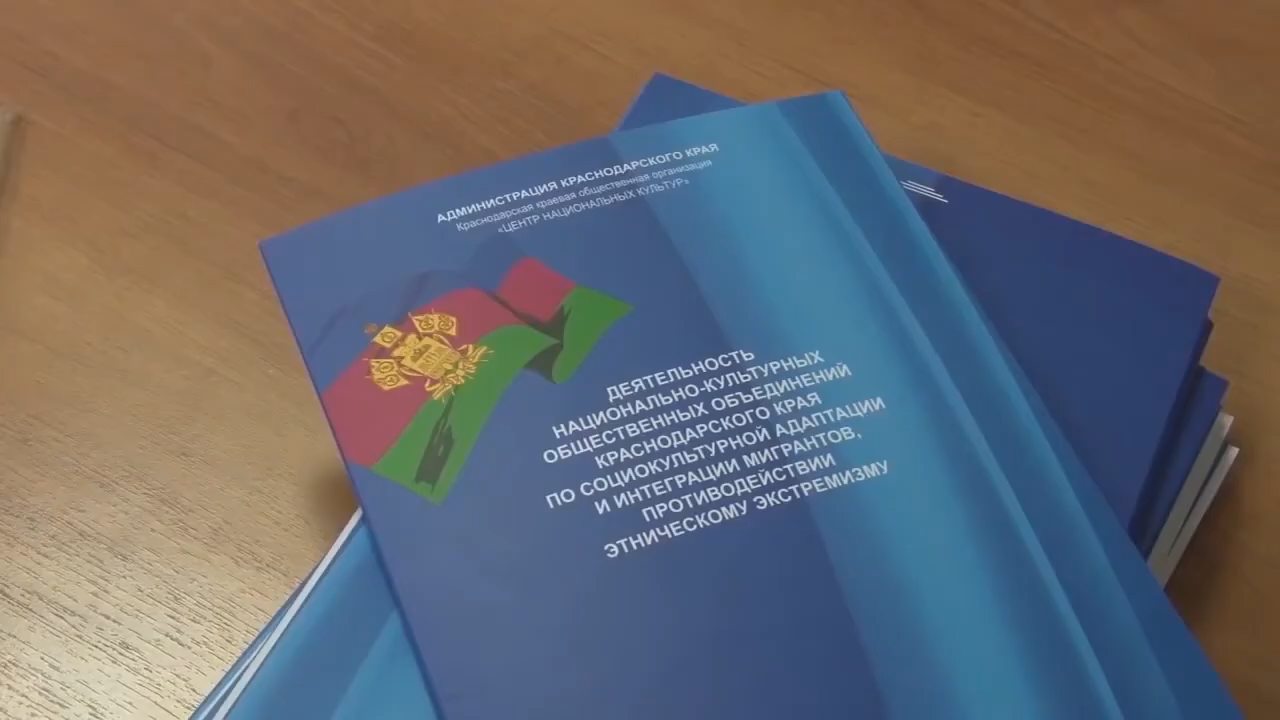 АДМИНИСТРАЦИЯ КРАСНОДАРСКОГО КРАЯ
Краснодарская краевая общественная организация
«ЦЕНТР НАЦИОНАЛЬНЫХ КУЛЬТУР»
ДЕЯТЕЛЬНОСТЬ
НАЦИОНАЛЬНО-КУЛЬТУРНЫХ
ОБЩЕСТВЕННЫХ ОБЪЕДИНЕНИЙ
КРАСНОДАРСКОГО КРАЯ
ПО СОЦИОКУЛЬТУРНОЙ АДАПТАЦИИ
И ИНТЕГРАЦИИ МИГРАНТОВ,
ПРОТИВОДЕЙСТВИИ
ЭТНИЧЕСКОМУ ЭКСТРЕМИЗМУ